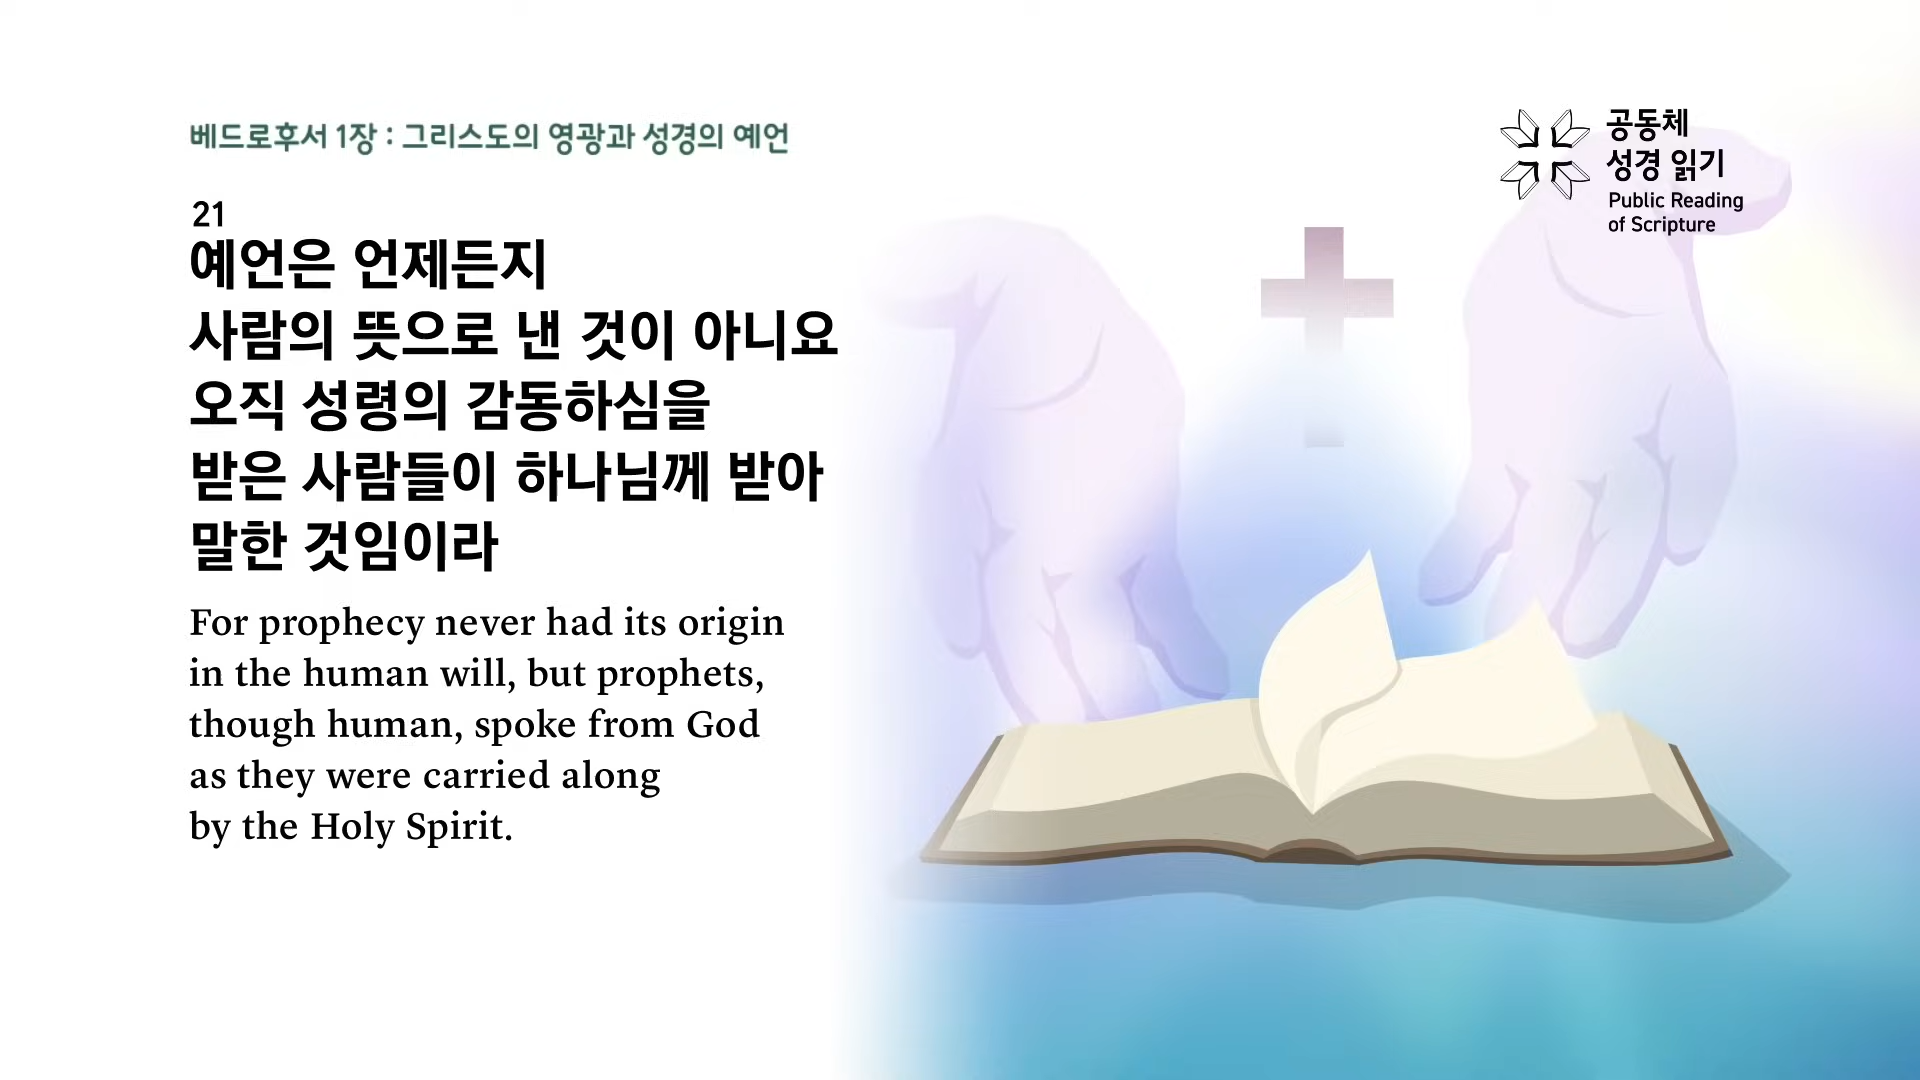 베드로후서 1장 : 그리스도의 영광과 성경의 예언
21
예언은 언제든지
사람의 뜻으로 낸 것이 아니요
오직 성령의 감동하심을
받은 사람들이 하나님께 받아
말한 것임이라
For prophecy never had its origin
in the human will, but prophets,
though human, spoke from God
as they were carried along
by the Holy Spirit.
공동체
성경 읽기
Public Reading
of Scripture